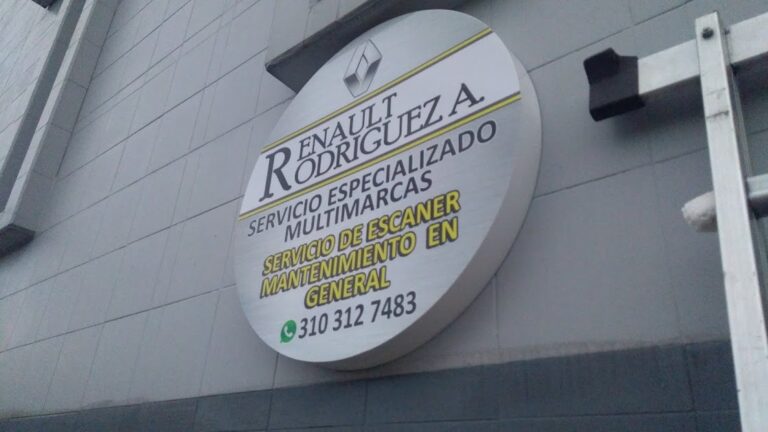 RENAULT
RODRIGUEZ A.
SERVICIO ESPECIALIZADO
MULTIMARCAS
SERVICIO DE ESCANER
MANTENIMIENTO EN
GENERAL
310 312 7483